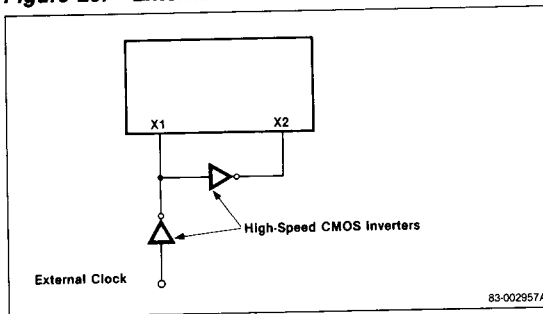 X1 X2
High-Speed CMOS Inverters
External Clock
83-002957A